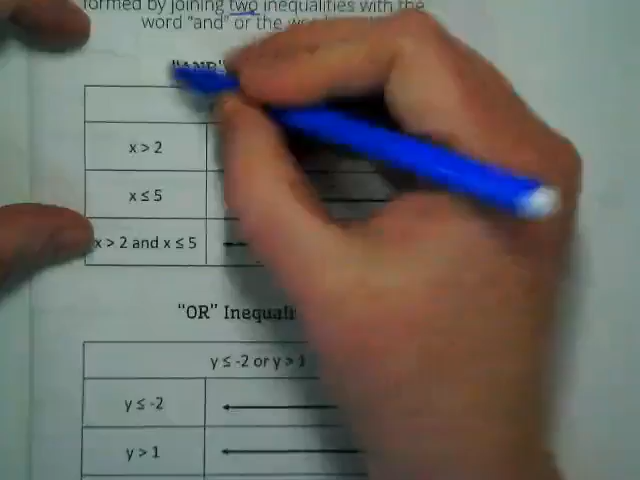 formed by joining two inequalities with the
word "and" or the
x > 2
x ≤ 5
x > 2 and x ≤ 5
"OR"
y ≤ -2 or y > 1
y ≤ -2
y > 1